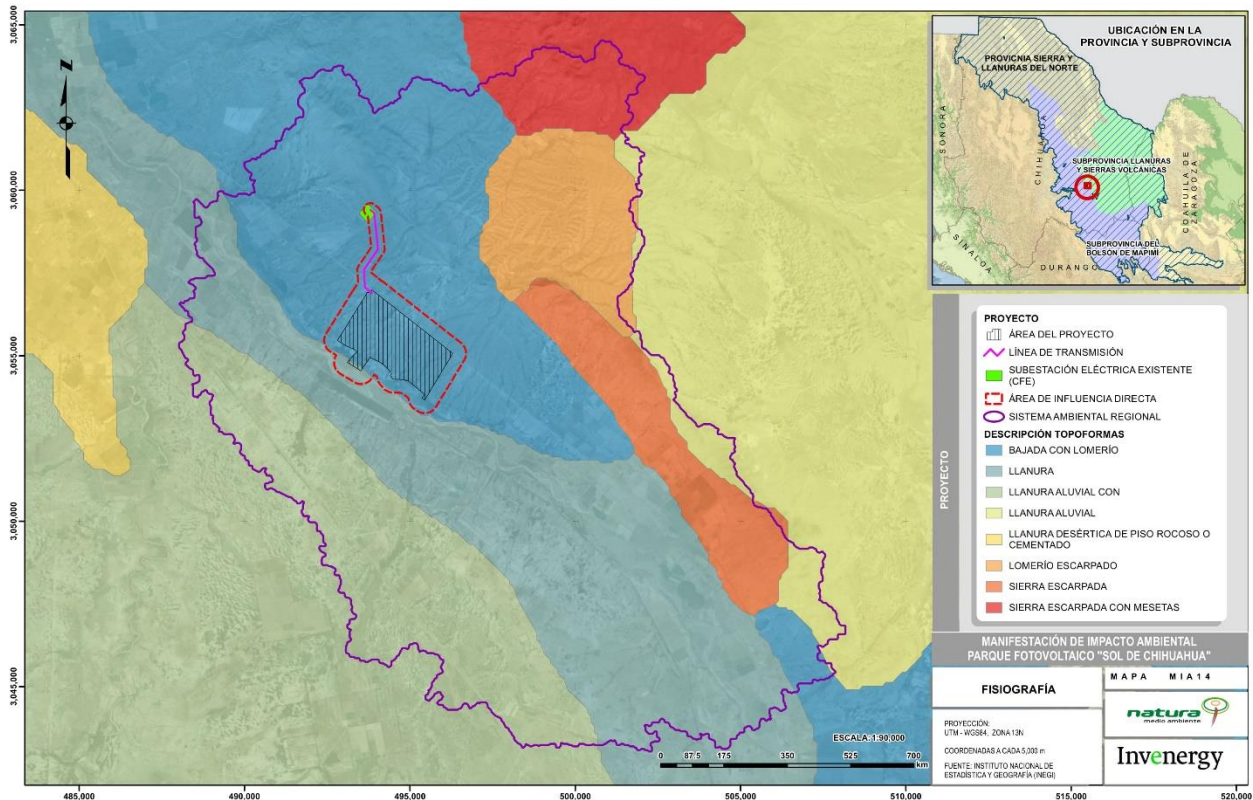 3,065,000
3,060,000
3,055,000
3,050,000
3,045,000
485,000
490,000
495,000
500,000
505,000
510,000
515,000
520,000
N
ESCALA: 1:90,000
0 87.5 175 350 525 700
km
UBICACIÓN EN LA
PROVINCIA Y SUBPROVINCIA
PROVICNIA SIERRA Y
LLANURAS DEL NORTE
SONORA
CHIHUAHUA
SUBPROVINCIA LLANURAS
Y SIERRAS VOLCÁNICAS
COAHUILA DE
ZARAGOZA
SINALOA
SUBPROVINCIA DEL
BOLSON DE MAPIMÍ
DURANGO
PROYECTO
PROYECTO
ÁREA DEL PROYECTO
LÍNEA DE TRANSMISIÓN
SUBESTACIÓN ELÉCTRICA EXISTENTE
(CFE)
ÁREA DE INFLUENCIA DIRECTA
SISTEMA AMBIENTAL REGIONAL
DESCRIPCIÓN TOPOFORMAS
BAJADA CON LOMERÍO
LLANURA
LLANURA ALUVIAL CON
LLANURA ALUVIAL
LLANURA DESÉRTICA DE PISO ROCOSO O
CEMENTADO
LOMERÍO ESCARPADO
SIERRA ESCARPADA
SIERRA ESCARPADA CON MESETAS
MANIFESTACIÓN DE IMPACTO AMBIENTAL
PARQUE FOTOVOLTAICO "SOL DE CHIHUAHUA"
FISIOGRAFÍA
MAPA MIA14
PROYECCIÓN:
UTM - WGS84, ZONA 13N
COORDENADAS A CADA 5,000 m
FUENTE: INSTITUTO NACIONAL DE
ESTADÍSTICA Y GEOGRAFÍA (INEGI)
natura
medio ambiente
Invenergy